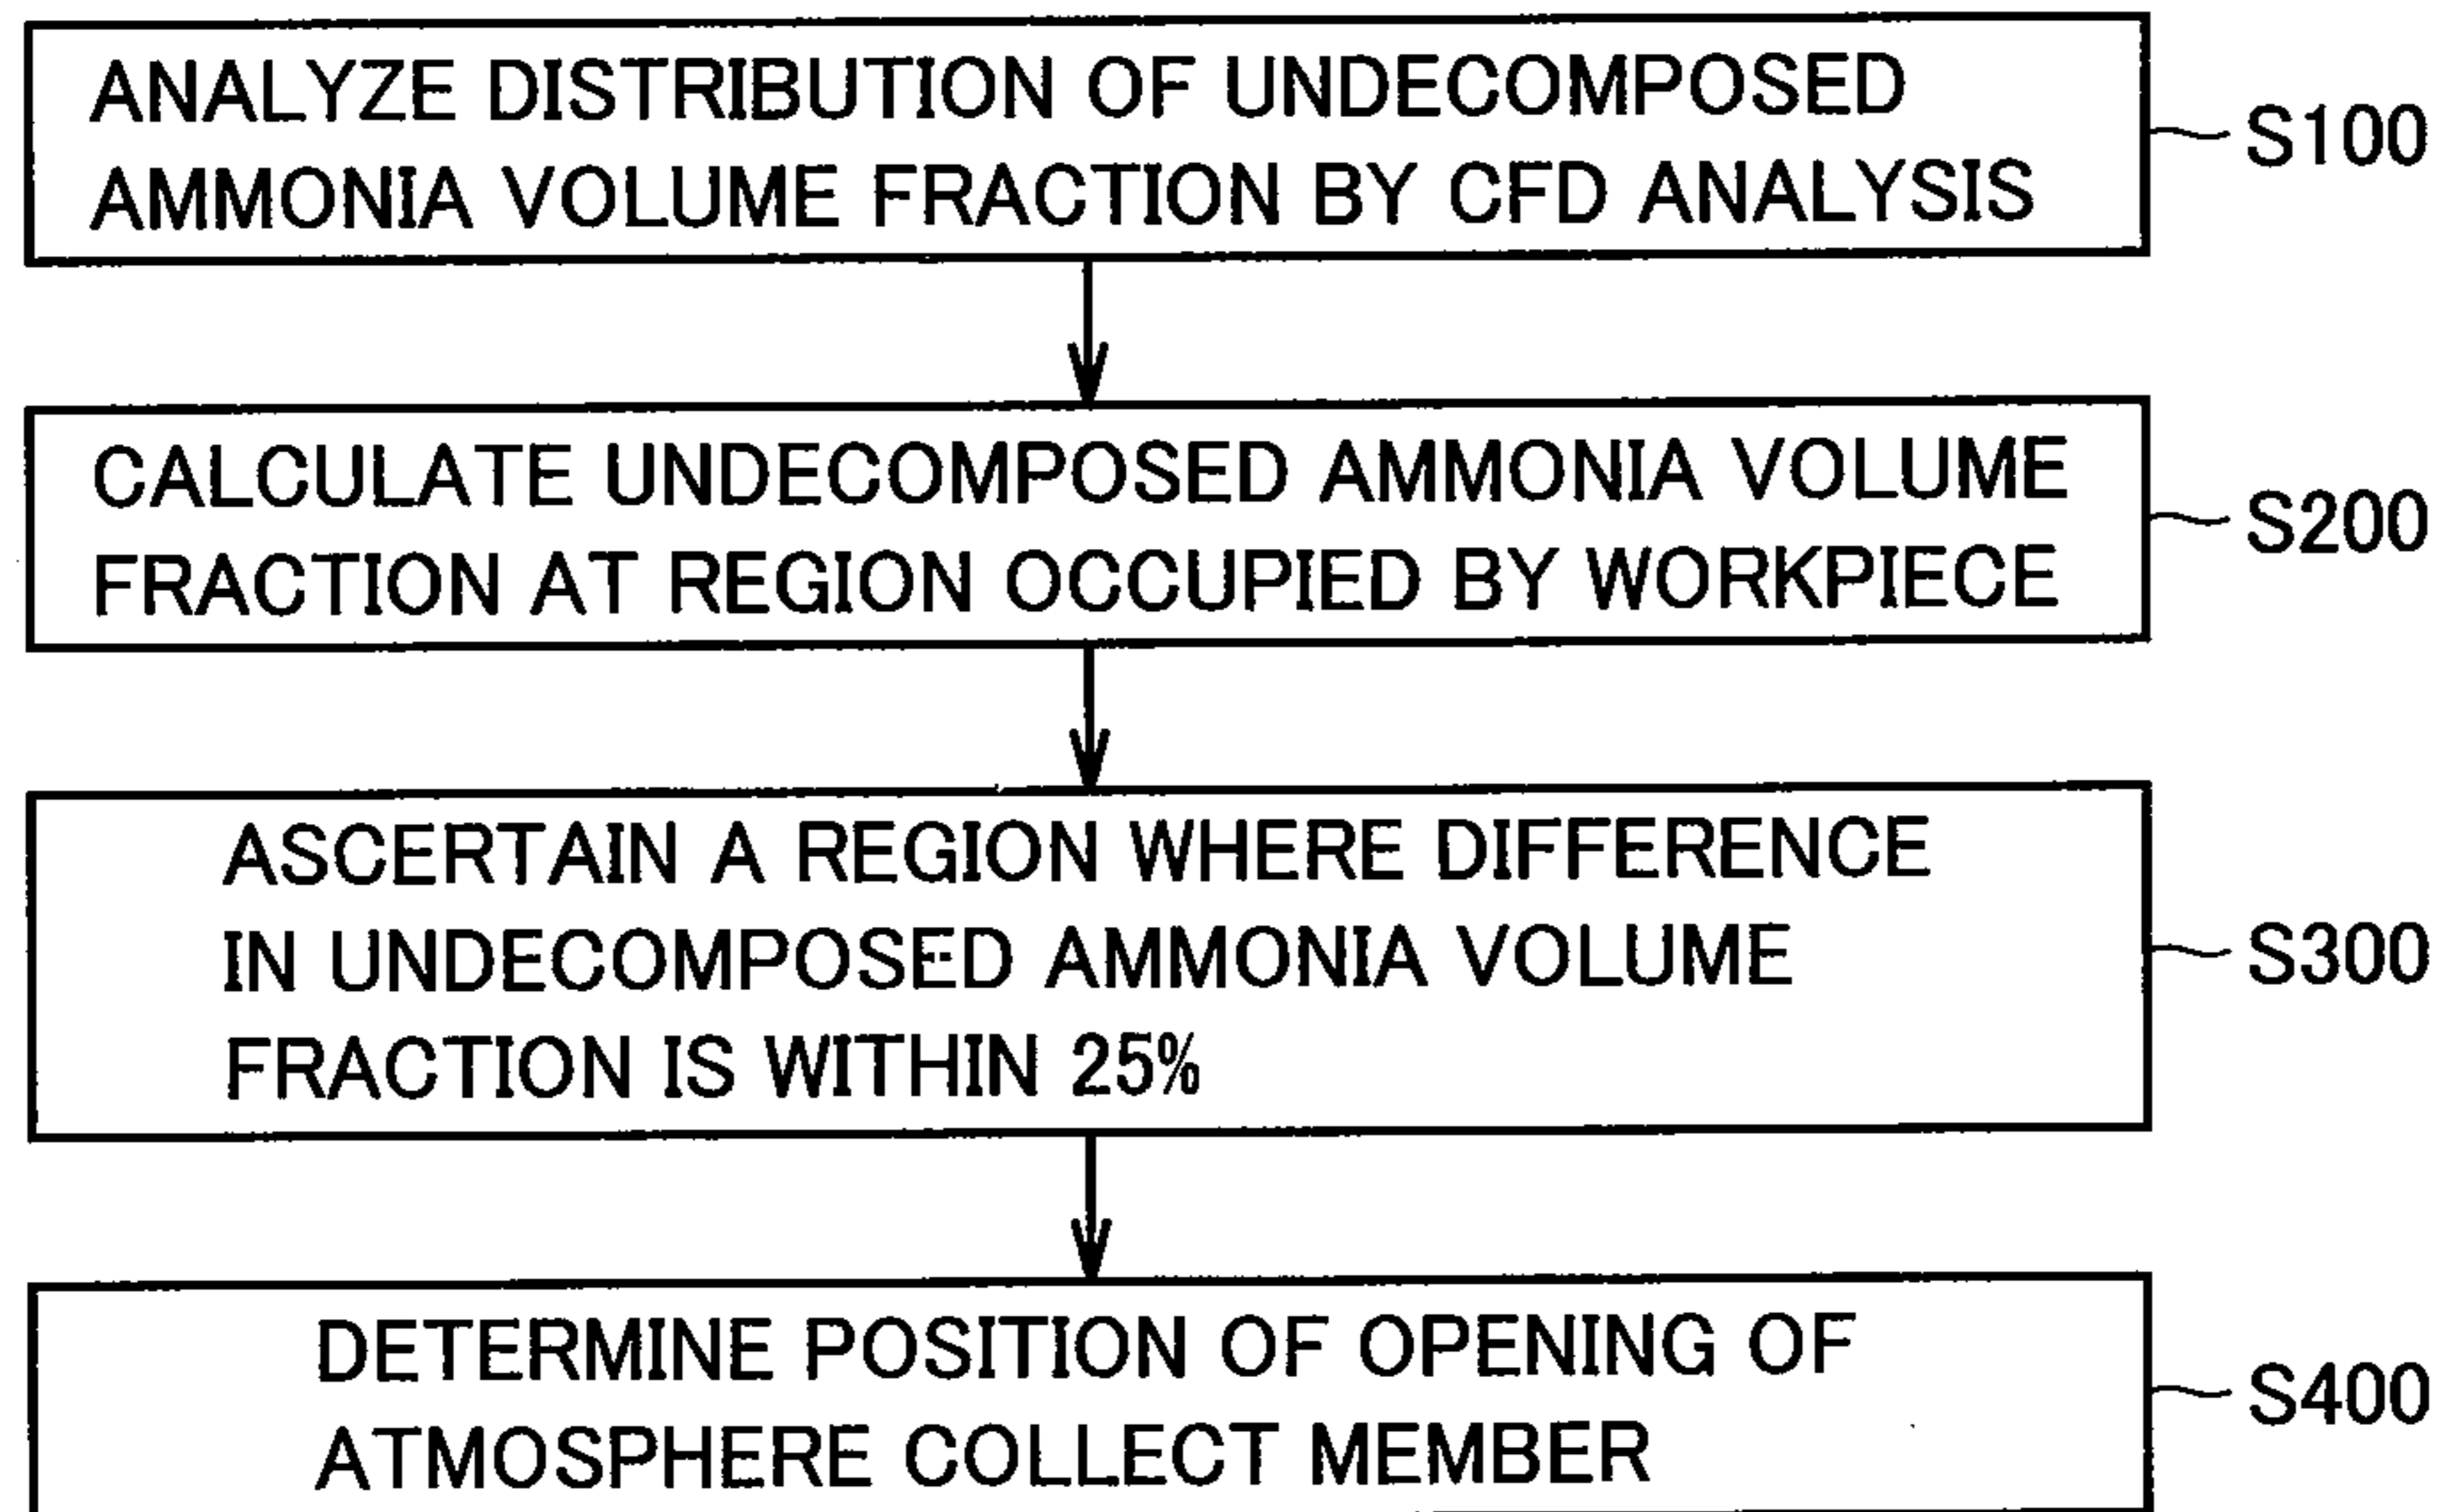 ANALYZE DISTRIBUTION OF UNDECOMPOSED
AMMONIA VOLUME FRACTION BY CFD ANALYSIS
S100
CALCULATE UNDECOMPOSED AMMONIA VOLUME
FRACTION AT REGION OCCUPIED BY WORKPIECE
S200
ASCERTAIN A REGION WHERE DIFFERENCE
IN UNDECOMPOSED AMMONIA VOLUME
FRACTION IS WITHIN 25%
S300
DETERMINE POSITION OF OPENING OF
ATMOSPHERE COLLECT MEMBER
S400